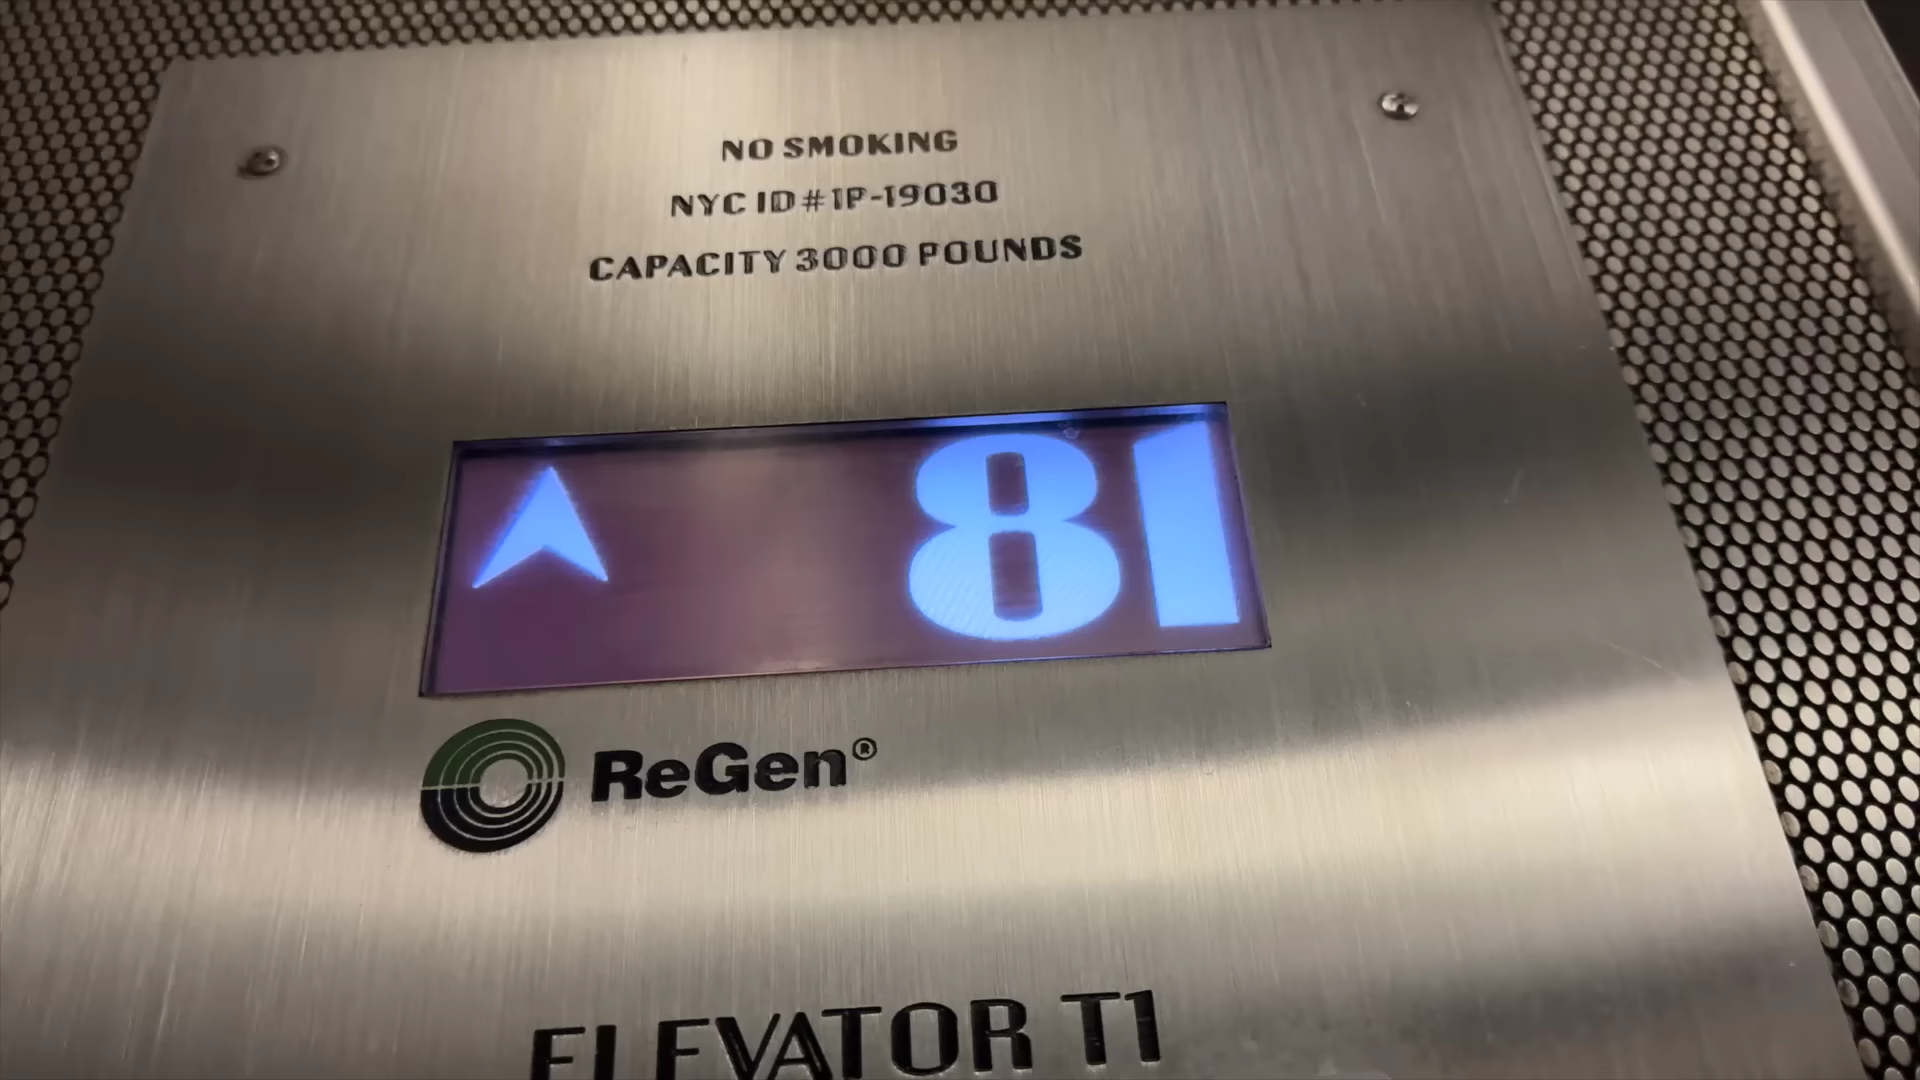 NO SMOKING
NYC ID # 1P-19030
CAPACITY 3000 POUNDS
81
ReGen®
ELEVATOR T1